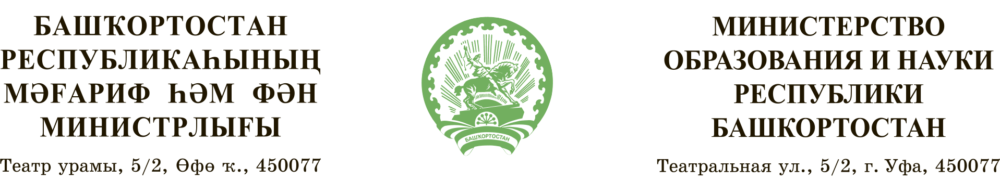 БАШҠОРТОСТАН
РЕСПУБЛИКАҺЫНЫҢ
МӘҒАРИФ ҺӘМ ФӘН
МИНИСТРЛЫҒЫ
Театр урамы, 5/2, Өфө ҡ., 450077
БАШҠОРТОСТАН
МИНИСТЕРСТВО
ОБРАЗОВАНИЯ И НАУКИ
РЕСПУБЛИКИ
БАШКОРТОСТАН
Театральная ул., 5/2, г. Уфа, 450077